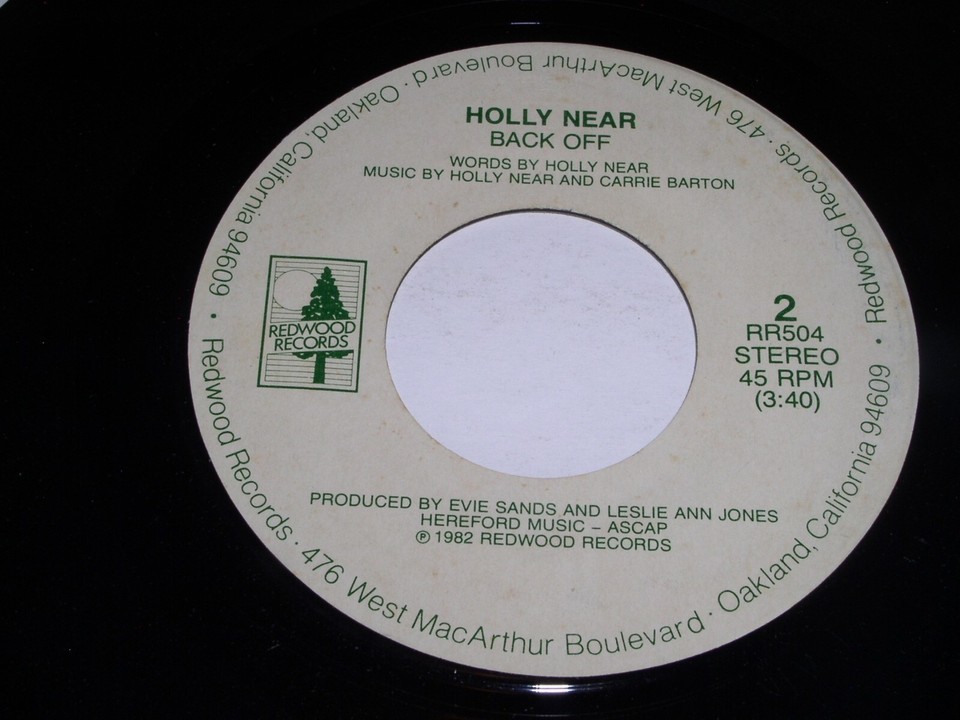 HOLLY NEAR
BACK OFF
WORDS BY HOLLY NEAR
MUSIC BY HOLLY NEAR AND CARRIE BARTON
REDWOOD
RECORDS
2
RR504
STEREO
45 RPM
(3:40)
PRODUCED BY EVIE SANDS AND LESLIE ANN JONES
HEREFORD MUSIC – ASCAP
℗ 1982 REDWOOD RECORDS
Redwood Records · 476 West MacArthur Boulevard · Oakland, California 94609 •
Redwood Records · 476 West MacArthur Boulevard · Oakland, California 94609 •